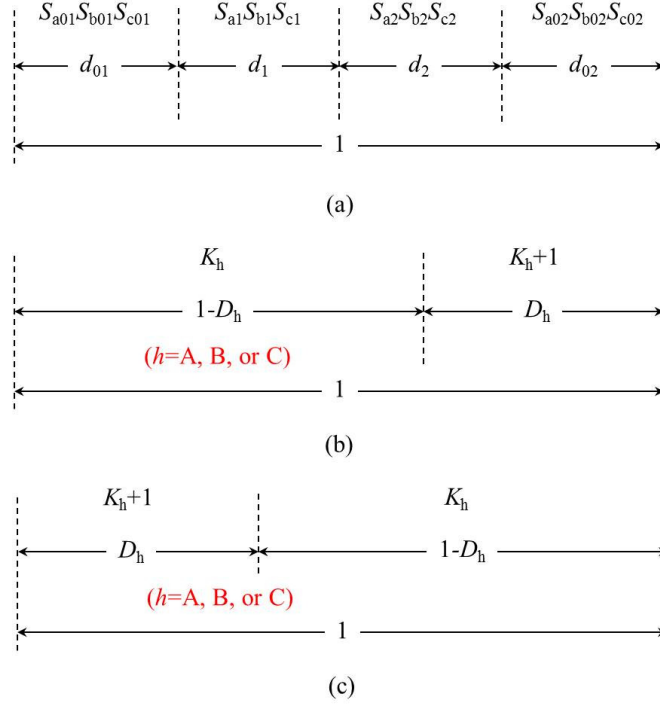 Sa01Sb01Sc01 Sa1Sb1Sc1 Sa2Sb2Sc2 Sa02Sb02Sc02
d01 d1 d2 d02
1
(a)
Kh Kh+1
1-Dh Dh
(h=A, B, or C)
1
(b)
Kh+1 Kh
Dh 1-Dh
(h=A, B, or C)
1
(c)